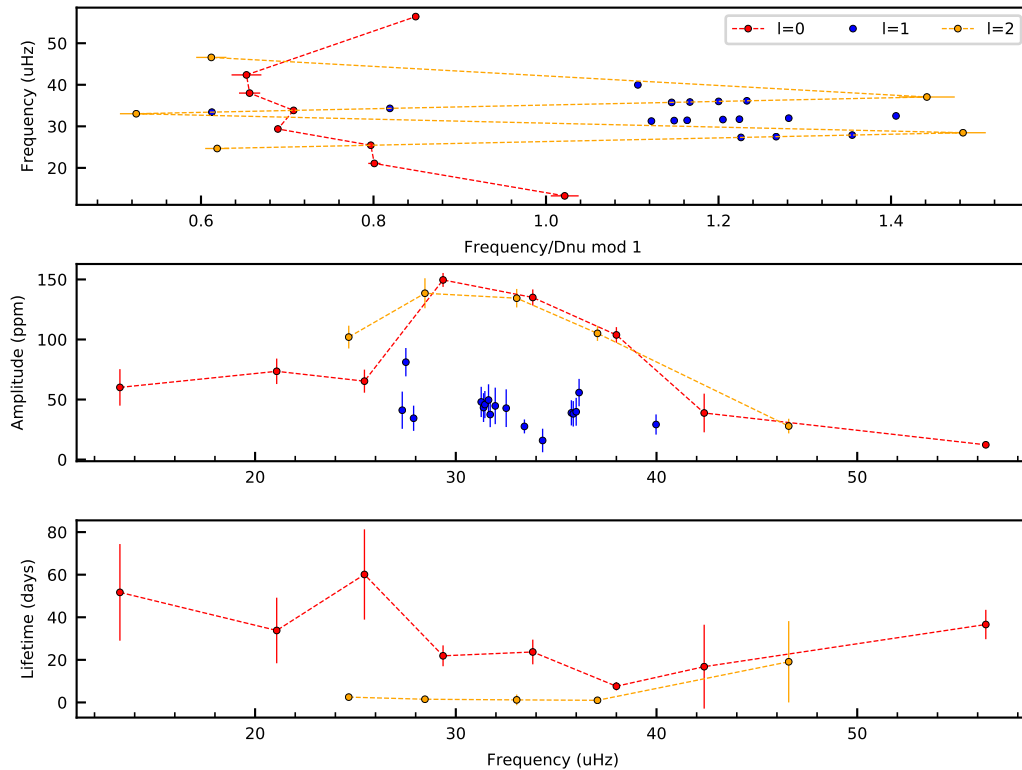 l=0 l=1 l=2
Frequency (uHz)
50
40
30
20
0.6 0.8 1.0 1.2 1.4
Frequency/Dnu mod 1
Amplitude (ppm)
150
100
50
0
20 30 40 50
Lifetime (days)
80
60
40
20
0
20 30 40 50
Frequency (uHz)